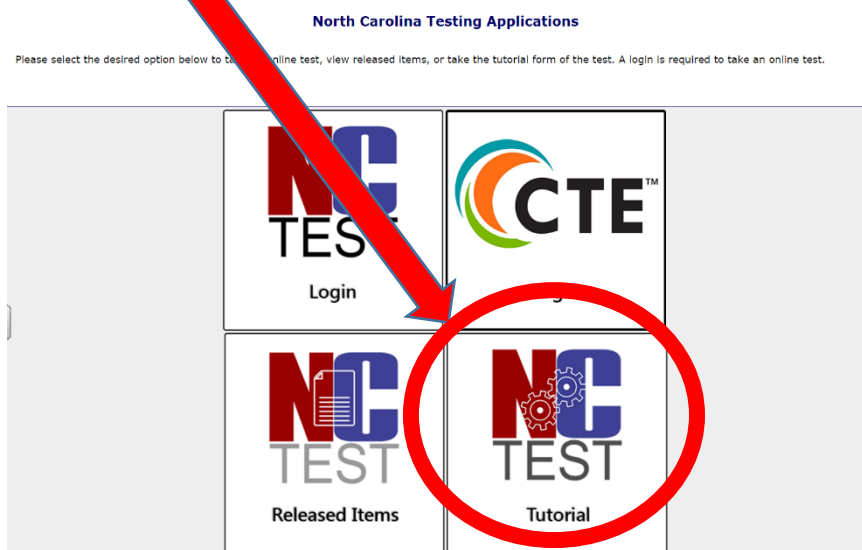 North Carolina Testing Applications
Please select the desired option below to online test, view released items, or take the tutorial form of the test. A login is required to take an online test.
NC
TEST
Login
CTE™
NC
TEST
Released Items
NC
TEST
Tutorial